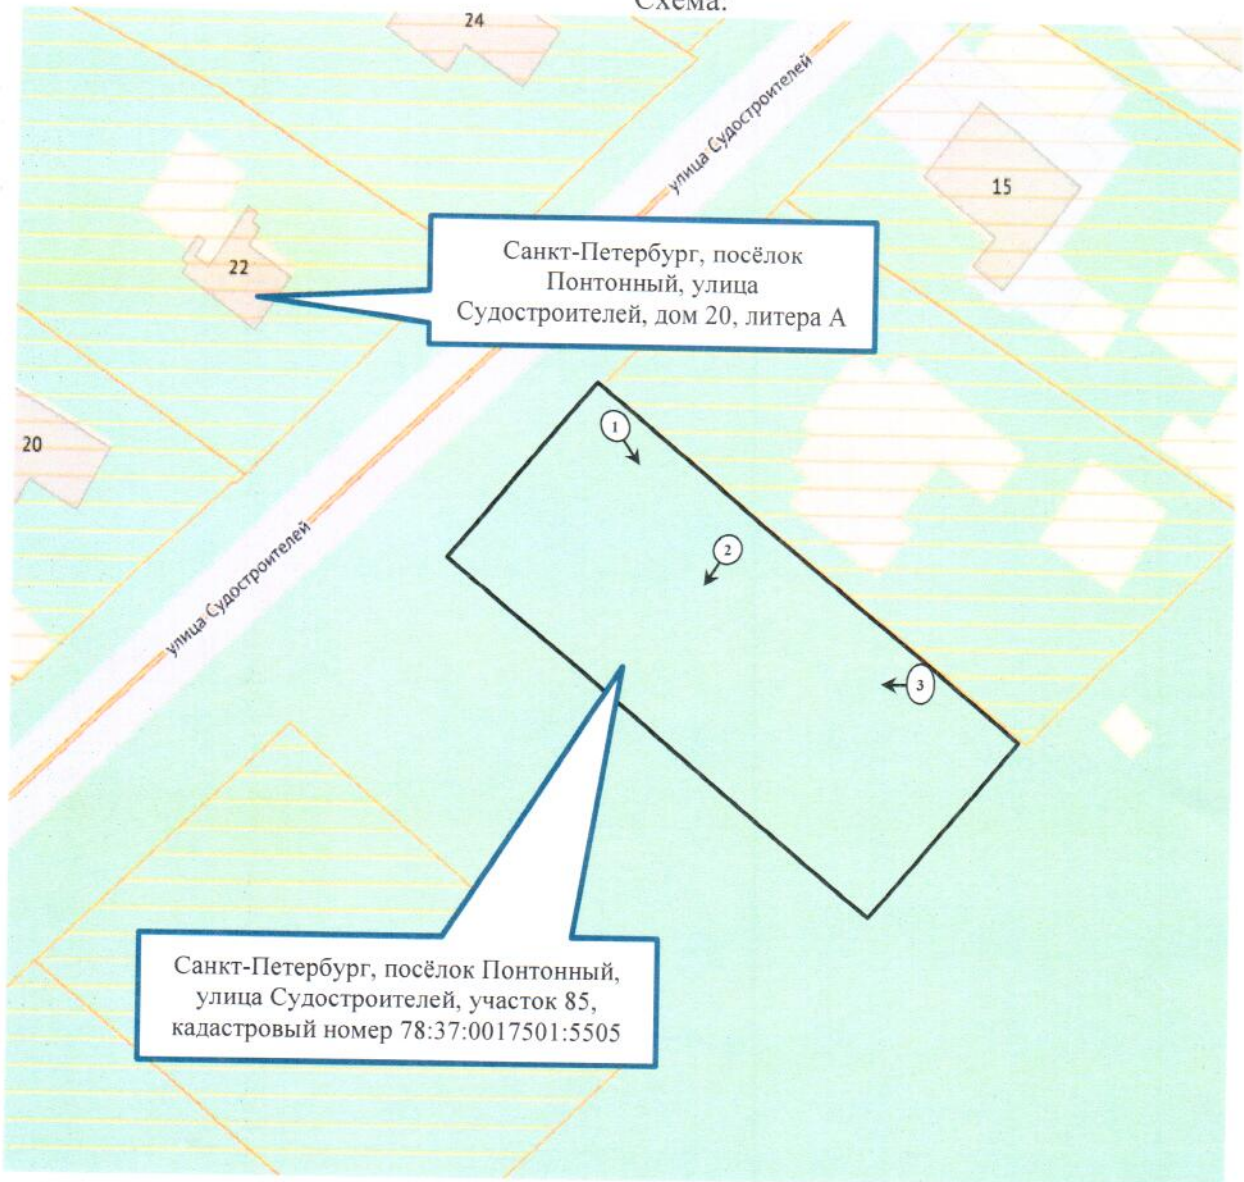 Схема:
24
улица Судостроителей
15
22
Санкт-Петербург, посёлок
Понтонный, улица
Судостроителей, дом 20, литера А
1
20
2
улица Судостроителей
3
Санкт-Петербург, посёлок Понтонный,
улица Судостроителей, участок 85,
кадастровый номер 78:37:0017501:5505